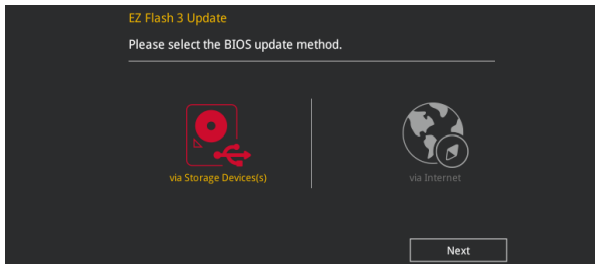 EZ Flash 3 Update
Please select the BIOS update method.
via Storage Devices(s)
via Internet
Next